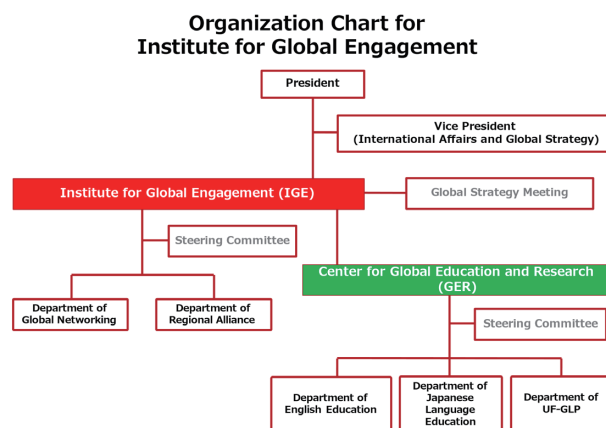 Organization Chart for
Institute for Global Engagement
President
Vice President
(International Affairs and Global Strategy)
Institute for Global Engagement (IGE)
Global Strategy Meeting
Steering Committee
Center for Global Education and Research
(GER)
Department of
Global Networking
Department of
Regional Alliance
Steering Committee
Department of
English Education
Department of
Japanese
Language
Education
Department of
UF-GLP